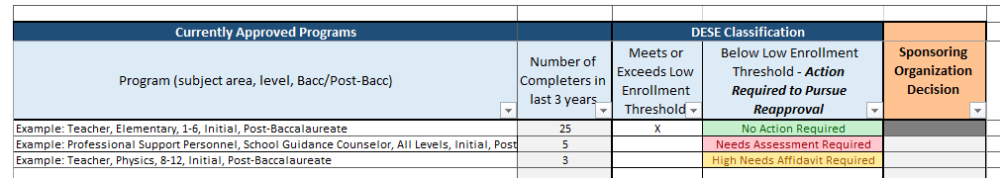 Currently Approved Programs
DESE Classification
Program (subject area, level, Bacc/Post-Bacc)
Number of
Completers in
last 3 years
Meets or
Exceeds Low
Enrollment
Threshold
Below Low Enrollment
Threshold - Action
Required to Pursue
Reapproval
Sponsoring
Organization
Decision
Example: Teacher, Elementary, 1-6, Initial, Post-Baccalaureate 25 X No Action Required
Example: Professional Support Personnel, School Guidance Counselor, All Levels, Initial, Post 5 Needs Assessment Required
Example: Teacher, Physics, 8-12, Initial, Post-Baccalaureate 3 High Needs Affidavit Required